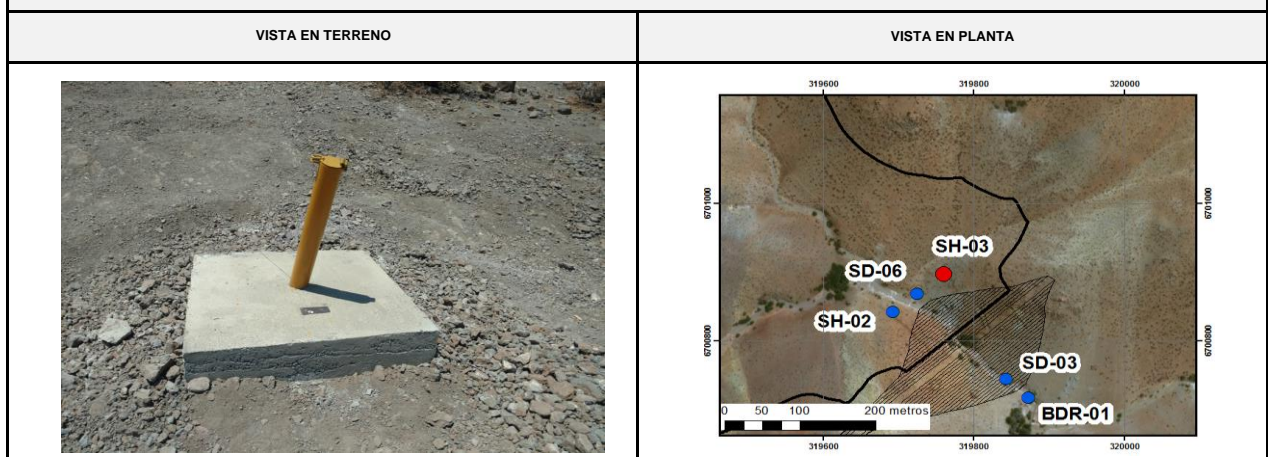 VISTA EN TERRENO
VISTA EN PLANTA
319600 319800 320000
6701000 6701000
SH-03
SD-06
SH-02
6700800 6700800
SD-03
BDR-01
0 50 100 200 metros
319600 319800 320000